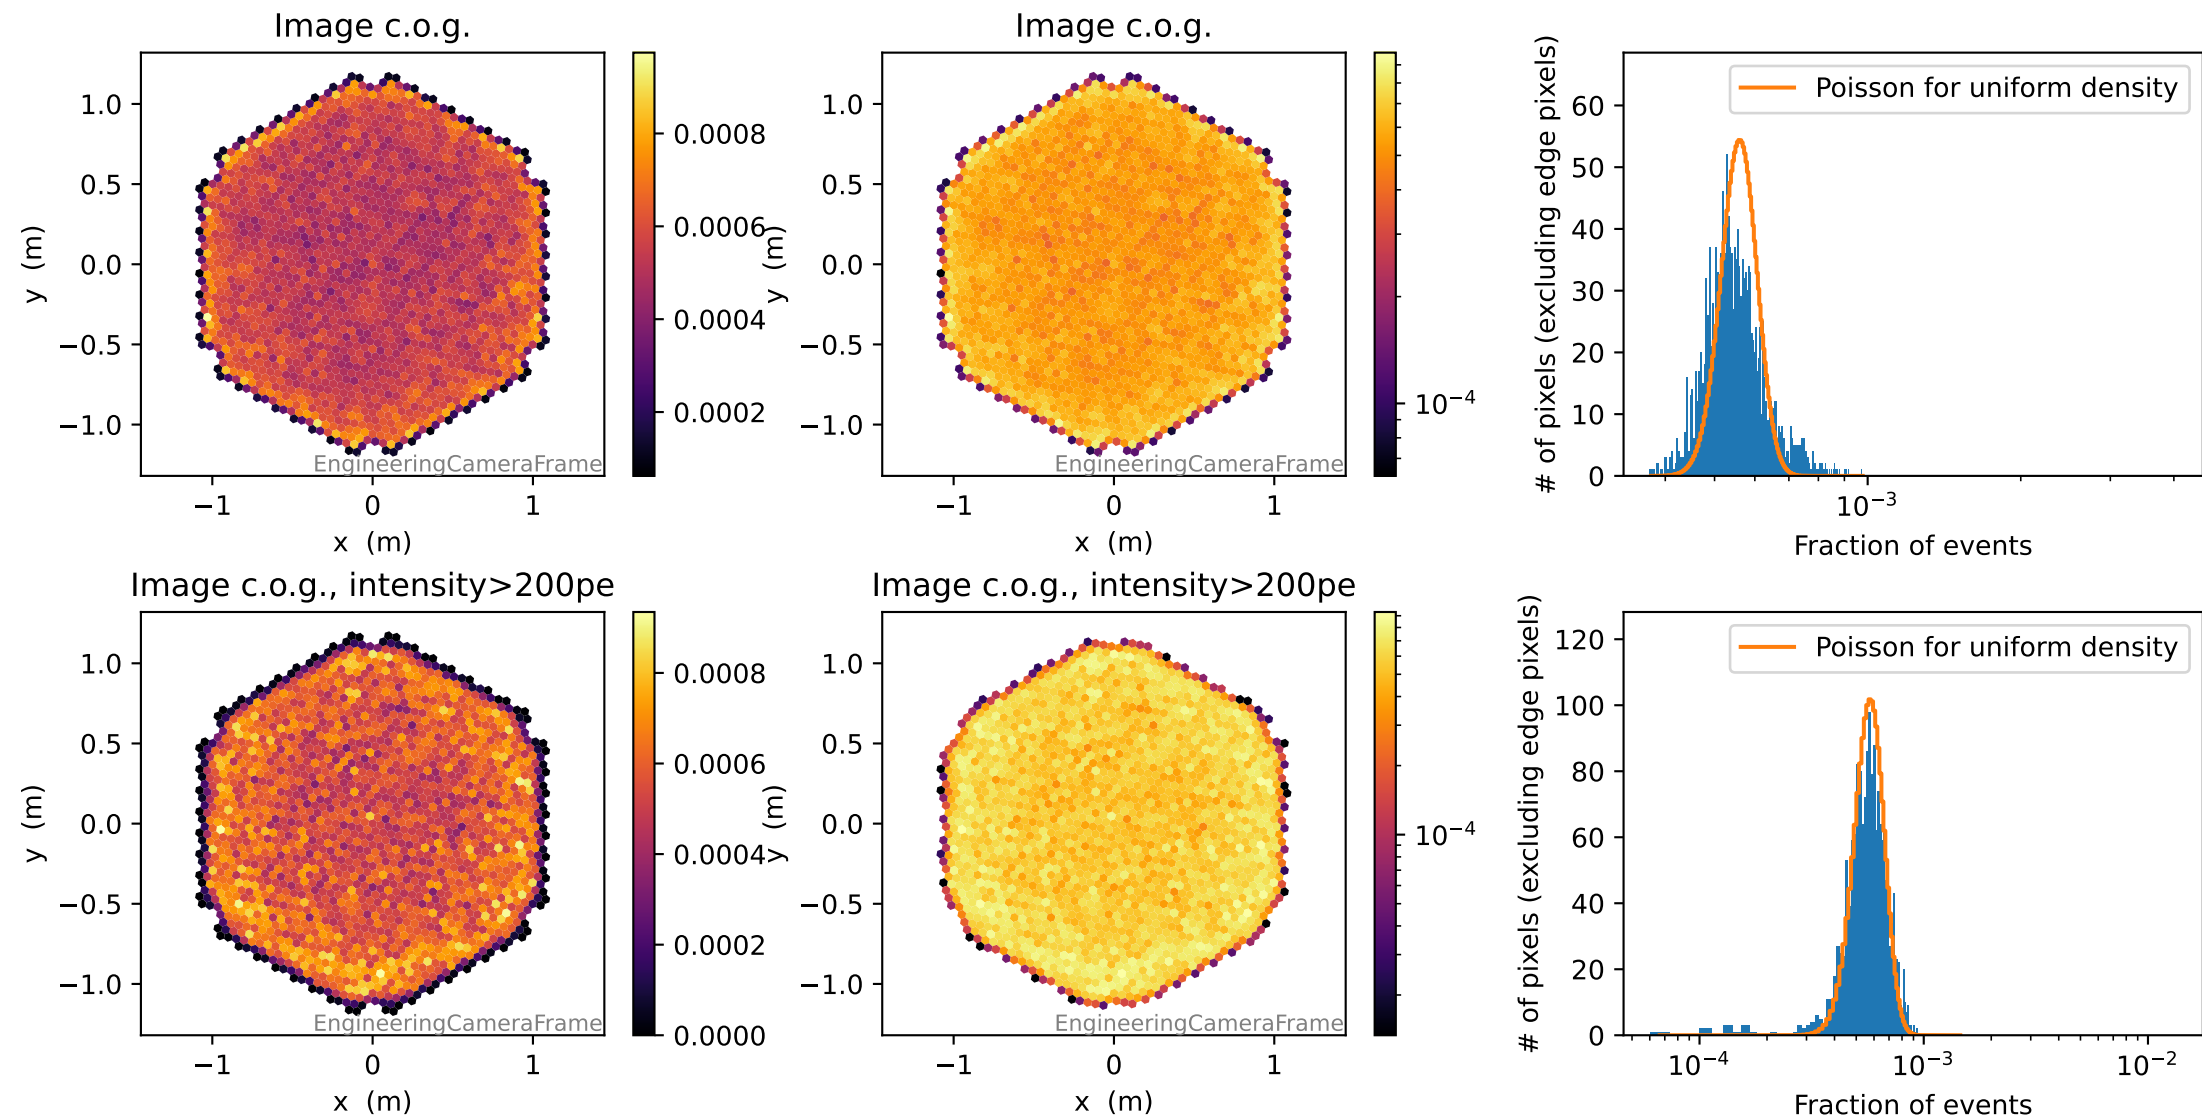 Image c.o.g.
1.0
0.5
0.0
−0.5
−1.0
y (m)
−1 0 1
x (m)
EngineeringCameraFrame
0.0008
0.0006
0.0004
0.0002
Image c.o.g.
1.0
0.5
0.0
−0.5
−1.0
y (m)
−1 0 1
x (m)
EngineeringCameraFrame
10⁻⁴
# of pixels (excluding edge pixels)
60
50
40
30
20
10
0
Poisson for uniform density
10⁻³
Fraction of events
Image c.o.g., intensity>200pe
1.0
0.5
0.0
−0.5
−1.0
y (m)
−1 0 1
x (m)
EngineeringCameraFrame
0.0008
0.0006
0.0004
0.0002
0.0000
Image c.o.g., intensity>200pe
1.0
0.5
0.0
−0.5
−1.0
y (m)
−1 0 1
x (m)
EngineeringCameraFrame
10⁻⁴
# of pixels (excluding edge pixels)
120
100
80
60
40
20
0
Poisson for uniform density
10⁻⁴ 10⁻³ 10⁻²
Fraction of events